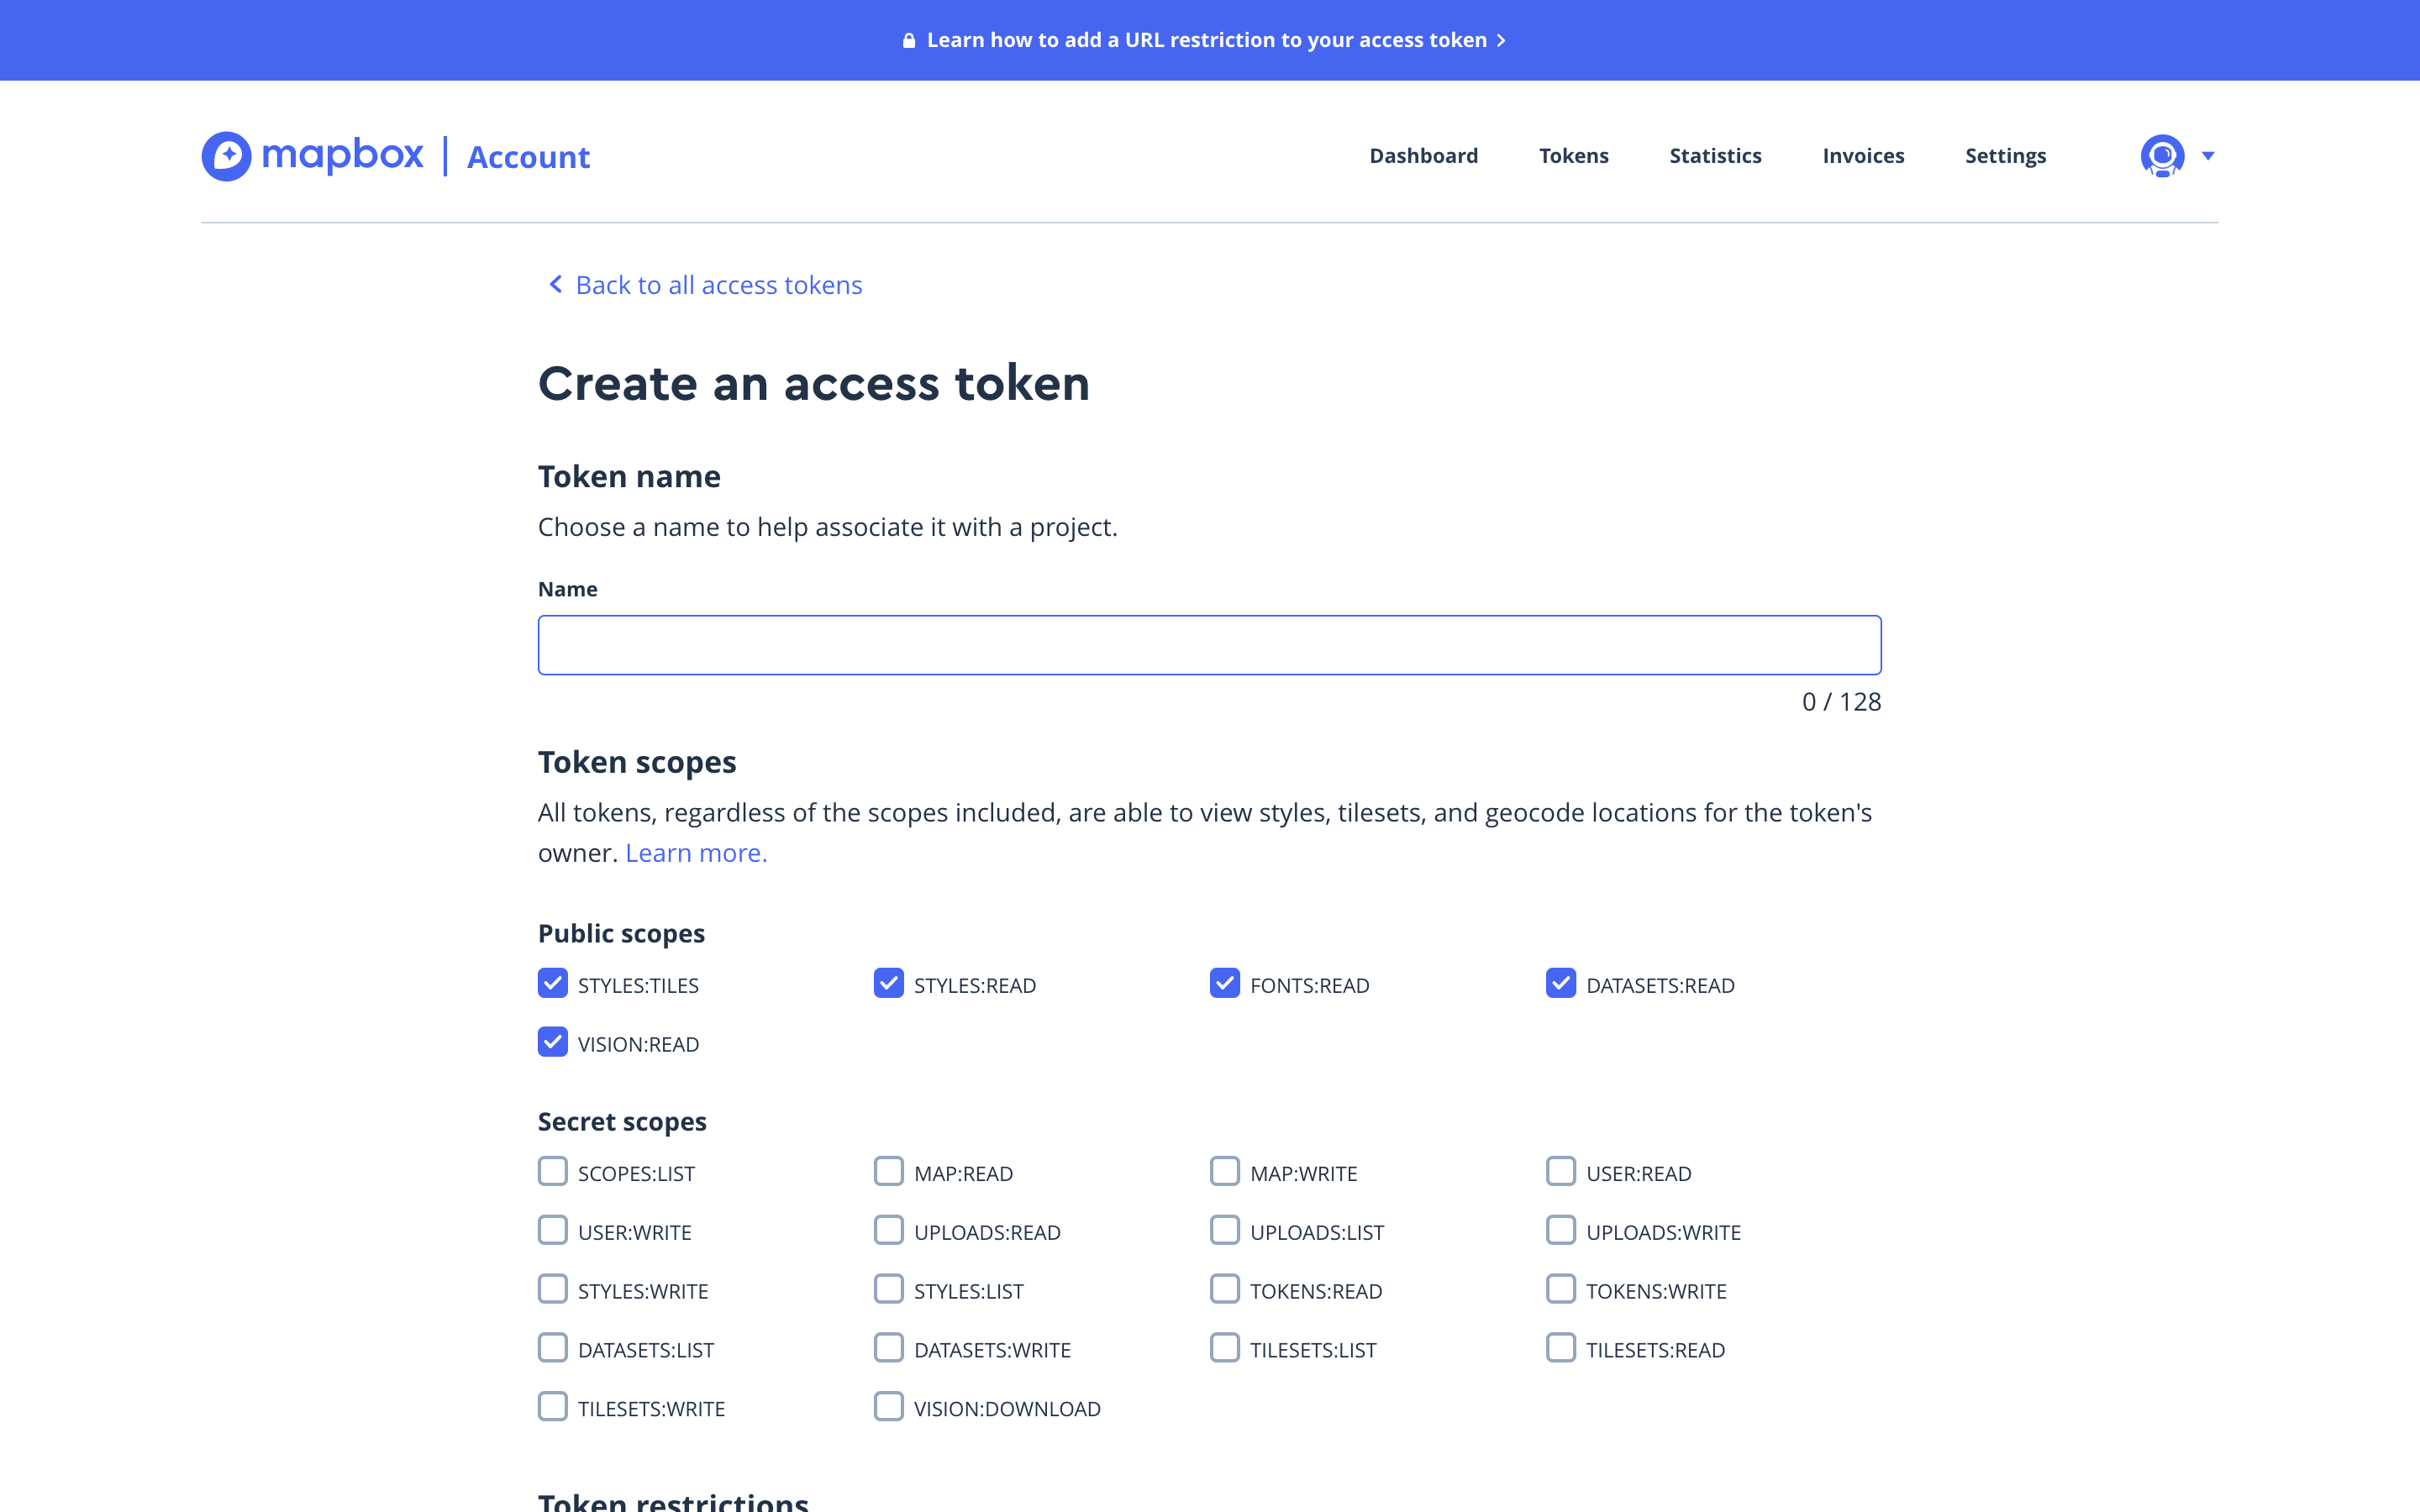 Learn how to add a URL restriction to your access token
mapbox | Account
Dashboard Tokens Statistics Invoices Settings
Back to all access tokens
Create an access token
Token name
Choose a name to help associate it with a project.
Name
0 / 128
Token scopes
All tokens, regardless of the scopes included, are able to view styles, tilesets, and geocode locations for the token's
owner. Learn more.
Public scopes
STYLES:TILES STYLES:READ FONTS:READ DATASETS:READ
VISION:READ
Secret scopes
SCOPES:LIST MAP:READ MAP:WRITE USER:READ
USER:WRITE UPLOADS:READ UPLOADS:LIST UPLOADS:WRITE
STYLES:WRITE STYLES:LIST TOKENS:READ TOKENS:WRITE
DATASETS:LIST DATASETS:WRITE TILESETS:LIST TILESETS:READ
TILESETS:WRITE VISION:DOWNLOAD
Token restrictions